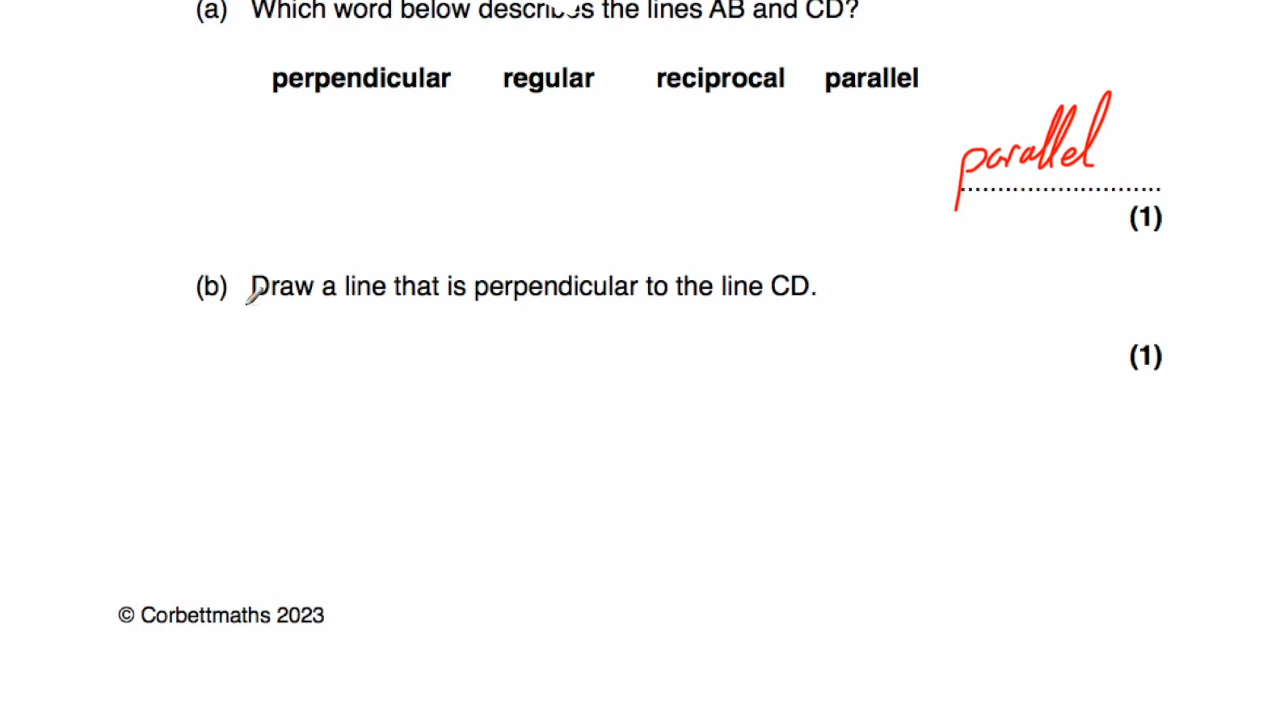 (a) Which word below describes the lines AB and CD?
perpendicular regular reciprocal parallel
parallel
(1)
(b) Draw a line that is perpendicular to the line CD.
(1)
© Corbettmaths 2023